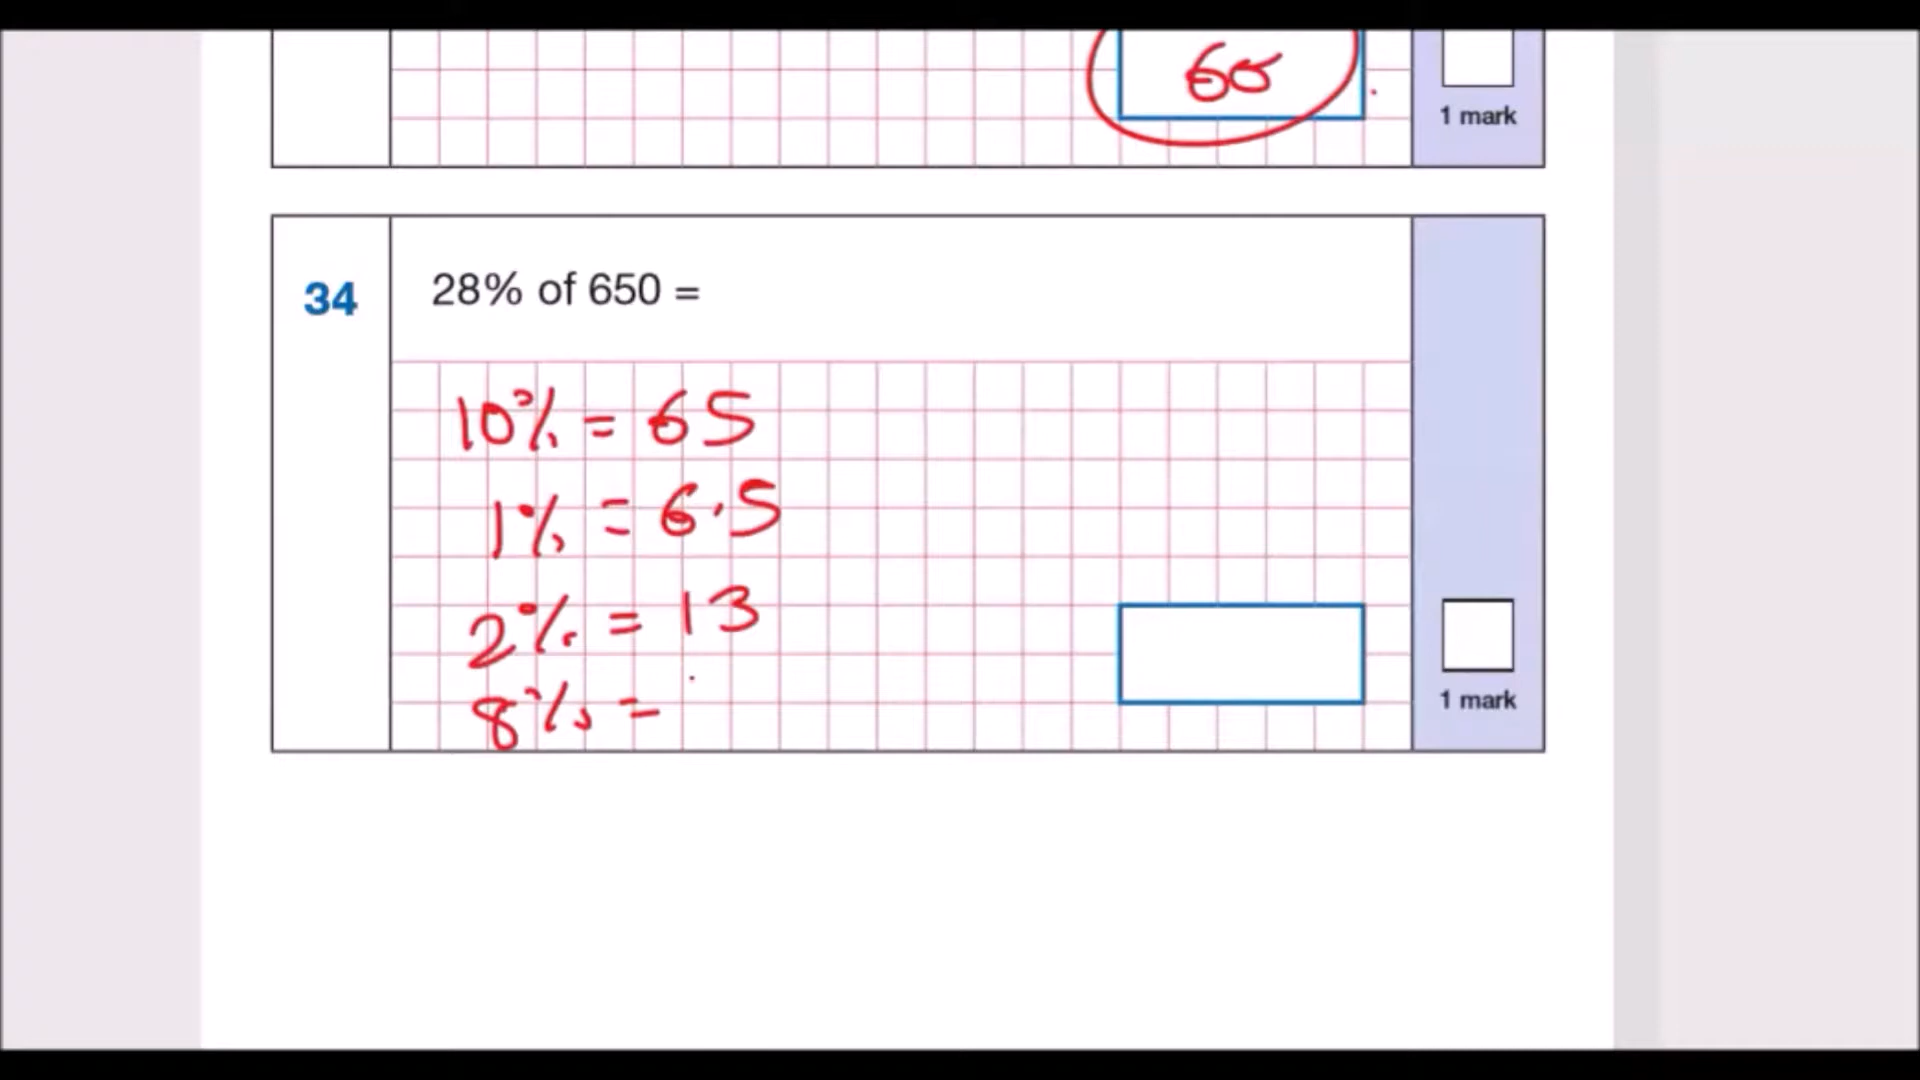 60
1 mark
34 28% of 650 =
10% = 65
1% = 6.5
2% = 13
8% =
1 mark